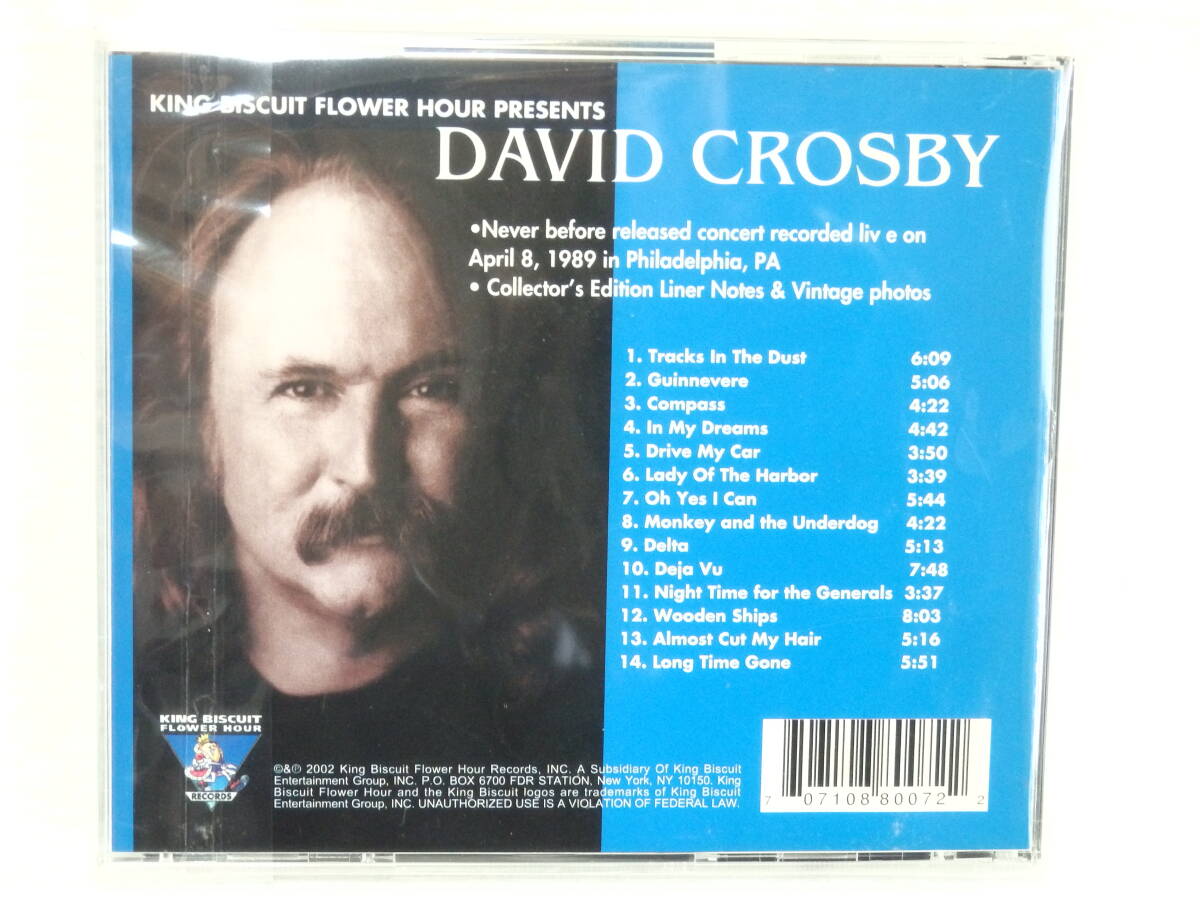 KING BISCUIT FLOWER HOUR PRESENTS
DAVID CROSBY
•Never before released concert recorded liv e on
April 8, 1989 in Philadelphia, PA
• Collector's Edition Liner Notes & Vintage photos
1. Tracks In The Dust 6:09
2. Guinnevere 5:06
3. Compass 4:22
4. In My Dreams 4:42
5. Drive My Car 3:50
6. Lady Of The Harbor 3:39
7. Oh Yes I Can 5:44
8. Monkey and the Underdog 4:22
9. Delta 5:13
10. Deja Vu 7:48
11. Night Time for the Generals 3:37
12. Wooden Ships 8:03
13. Almost Cut My Hair 5:16
14. Long Time Gone 5:51
KING BISCUIT
FLOWER HOUR
RECORDS
©&℗ 2002 King Biscuit Flower Hour Records, INC. A Subsidiary Of King Biscuit
Entertainment Group, INC. P.O. BOX 6700 FDR STATION, New York, NY 10150. King
Biscuit Flower Hour and the King Biscuit logos are trademarks of King Biscuit
Entertainment Group, INC. UNAUTHORIZED USE IS A VIOLATION OF FEDERAL LAW.
7 07108 80072 2